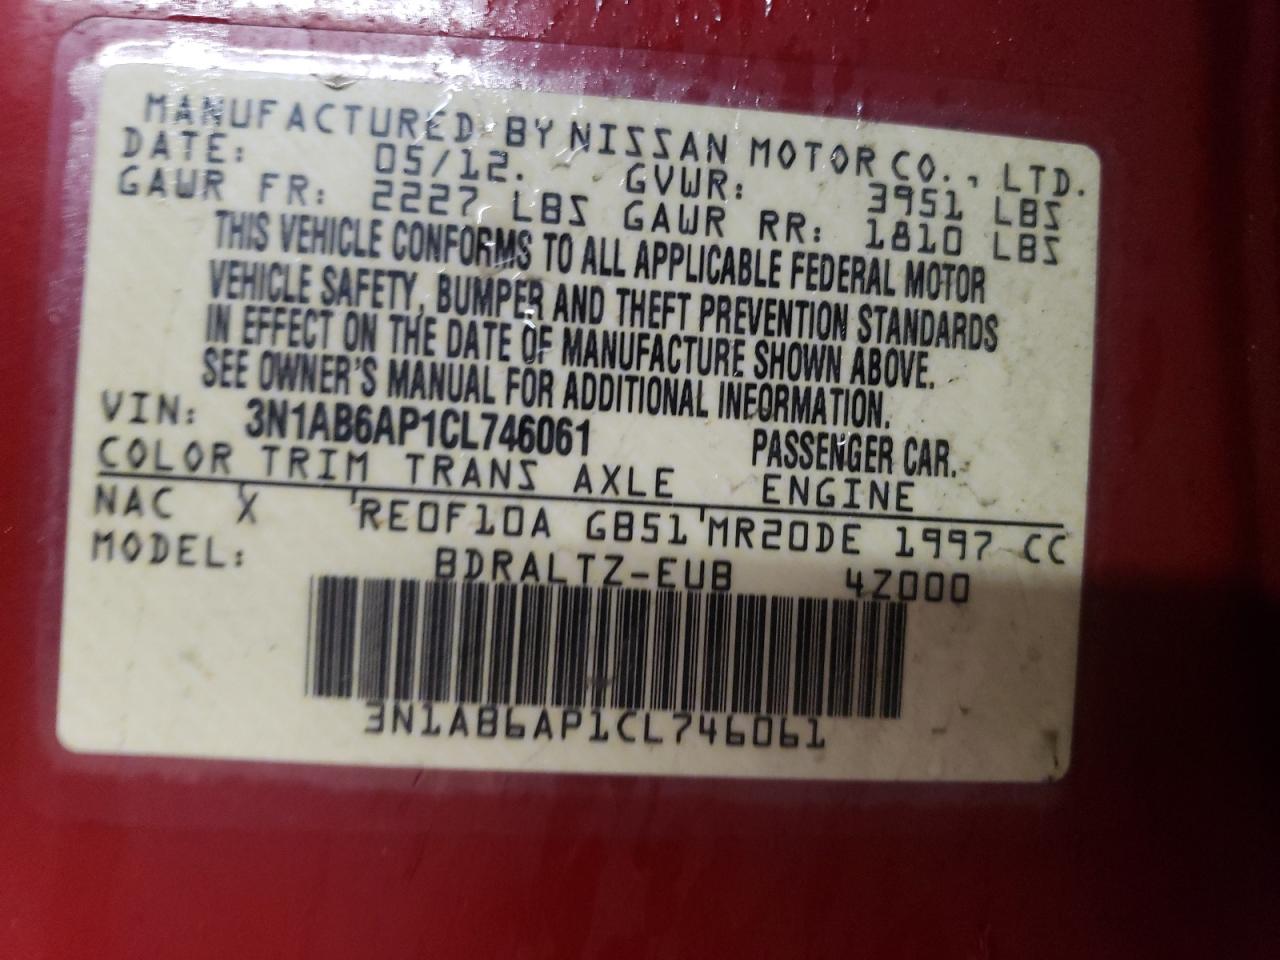 MANUFACTURED BY NISSAN MOTOR CO., LTD.
DATE: 05/12. GVWR: 3951 LBS
GAWR FR: 2227 LBS GAWR RR: 1810 LBS
THIS VEHICLE CONFORMS TO ALL APPLICABLE FEDERAL MOTOR
VEHICLE SAFETY, BUMPER AND THEFT PREVENTION STANDARDS
IN EFFECT ON THE DATE OF MANUFACTURE SHOWN ABOVE.
SEE OWNER'S MANUAL FOR ADDITIONAL INFORMATION.
VIN: 3N1AB6AP1CL746061 PASSENGER CAR.
COLOR TRIM TRANS AXLE ENGINE
NAC X RE0F10A GB51 MR20DE 1997 CC
MODEL: BDRALTZ-EUB 4Z000
3N1AB6AP1CL746061